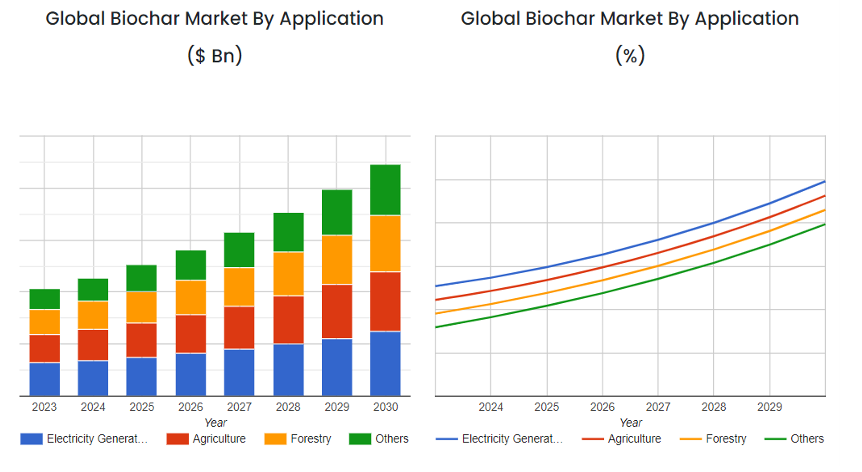 Global Biochar Market By Application
($ Bn)
2023 2024 2025 2026 2027 2028 2029 2030
Year
Electricity Generat... Agriculture Forestry Others
Global Biochar Market By Application
(%)
2024 2025 2026 2027 2028 2029
Year
Electricity Generat... Agriculture Forestry Others